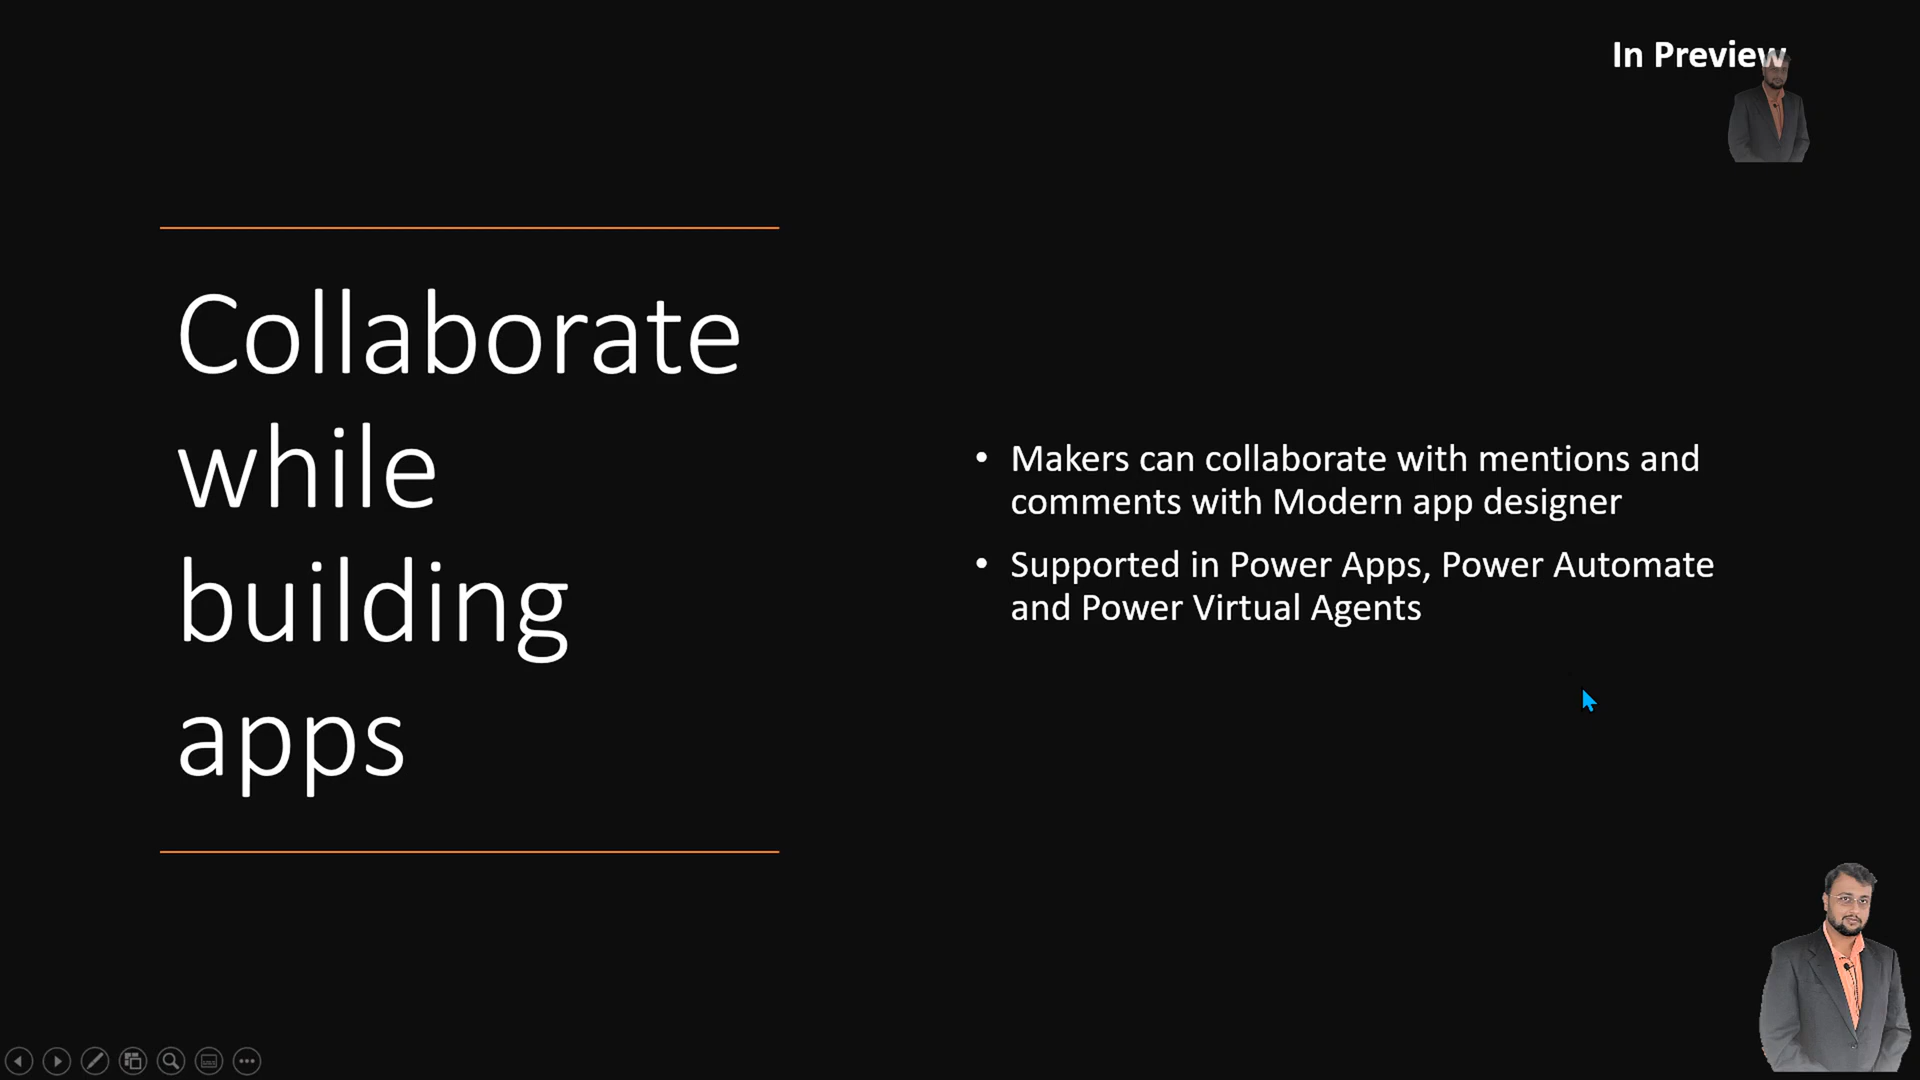 In Preview
Collaborate
while
building
apps
• Makers can collaborate with mentions and
comments with Modern app designer
• Supported in Power Apps, Power Automate
and Power Virtual Agents